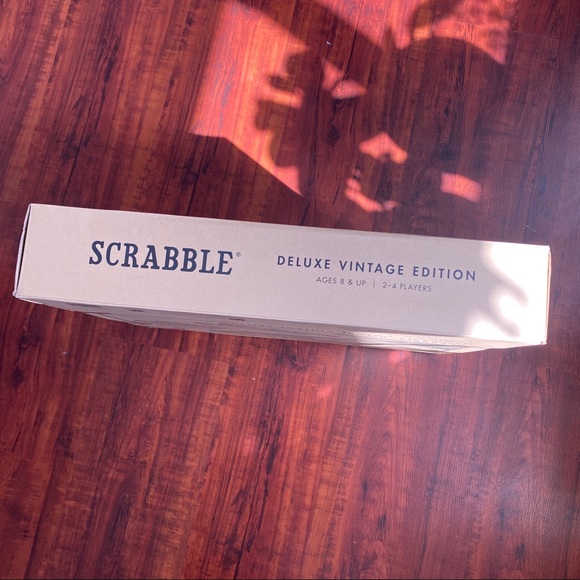 SCRABBLE®
DELUXE VINTAGE EDITION
AGES 8 & UP | 2–4 PLAYERS